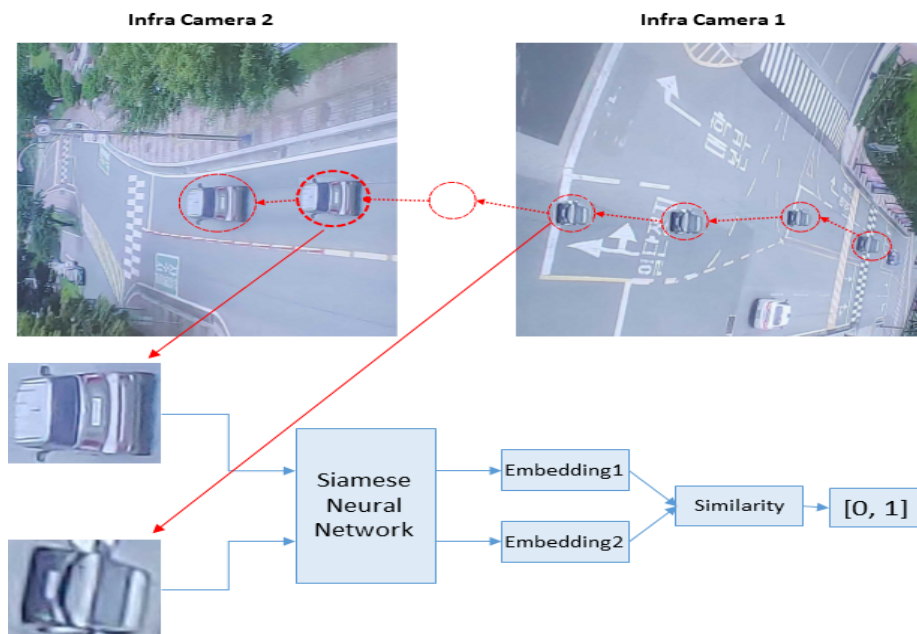 Infra Camera 2
Infra Camera 1
Siamese
Neural
Network
Embedding1
Embedding2
Similarity
[0, 1]